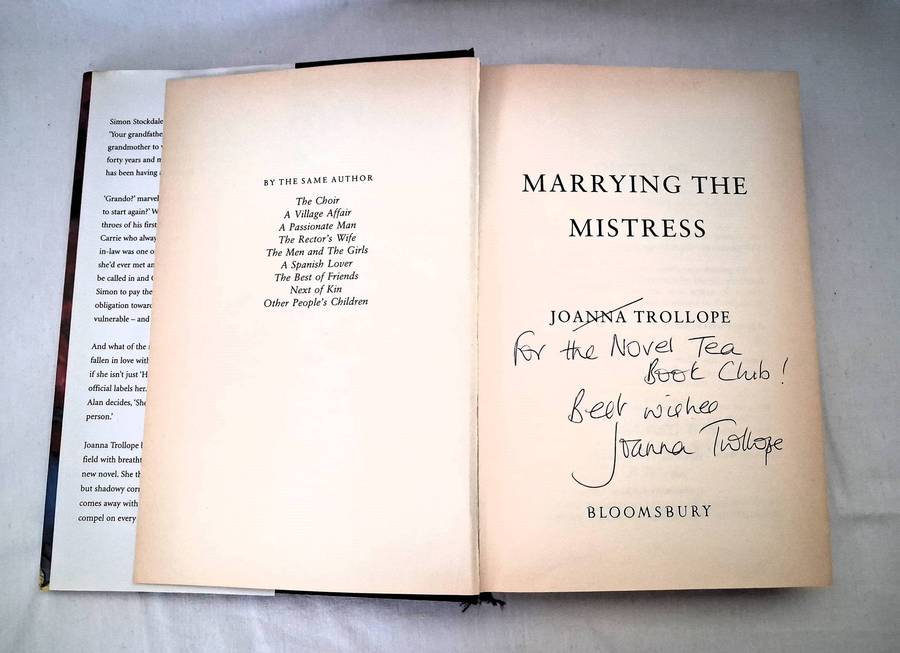 Simon Stockdale
'Your grandfathe
grandmother to
forty years and m
has been having
'Grando?' marvel
to start again?' W
throes of his first
Carrie who alway
in-law was one o
she'd ever met an
be called in and
Simon to pay the
obligation toward
vulnerable – and
And what of the
fallen in love wit
if she isn't just 'H
official labels her.
Alan decides, 'She
person.'
Joanna Trollope
field with breath
new novel. She th
but shadowy corn
comes away with
compel on every
BY THE SAME AUTHOR
The Choir
A Village Affair
A Passionate Man
The Rector's Wife
The Men and The Girls
A Spanish Lover
The Best of Friends
Next of Kin
Other People's Children
MARRYING THE
MISTRESS
JOANNA TROLLOPE
For the Novel Tea
Book Club!
Best wishes
Joanna Trollope
BLOOMSBURY